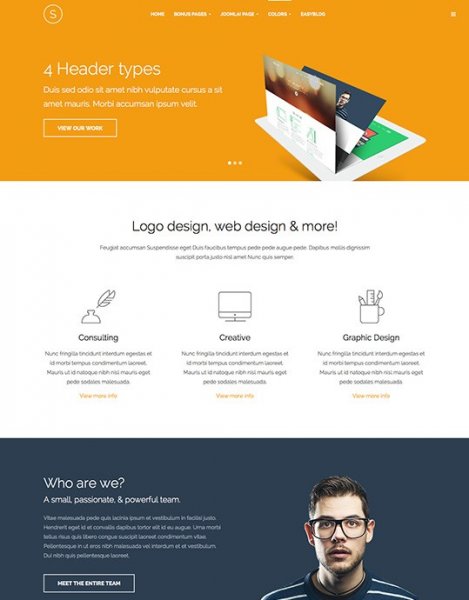 S
HOME BONUS PAGES JOOMLA! PAGE COLORS EASYBLOG
4 Header types
Duis sed odio sit amet nibh vulputate cursus a sit
amet mauris. Morbi accumsan ipsum velit.
VIEW OUR WORK
Logo design, web design & more!
Feugiat accumsan Suspendisse eget Duis faucibus tempus pede pede augue pede. Dapibus mollis dignissim
suscipit porta justo nisl amet Nunc quis semper.
Consulting
Nunc fringilla tincidunt interdum egestas et
id morbi tempus condimentum laoreet.
Mauris ut id natoque nibh nisl mauris eget
pede sodales malesuada.
View more info
Creative
Nunc fringilla tincidunt interdum egestas et
id morbi tempus condimentum laoreet.
Mauris ut id natoque nibh nisl mauris eget
pede sodales malesuada.
View more info
Graphic Design
Nunc fringilla tincidunt interdum egestas et
id morbi tempus condimentum laoreet.
Mauris ut id natoque nibh nisl mauris eget
pede sodales malesuada.
View more info
Who are we?
A small, passionate, & powerful team.
Vitae malesuada pede quis lacinia ipsum et vestibulum in facilisi justo.
Hendrerit eget id et convallis dapibus tortor elit id eu augue. Urna morbi
tellus risus quis libero congue suscipit laoreet condimentum vitae.
Pellentesque in ut eros nibh malesuada vel interdum et et vestibulum.
Dui nibh quis pellentesque laoreet.
MEET THE ENTIRE TEAM